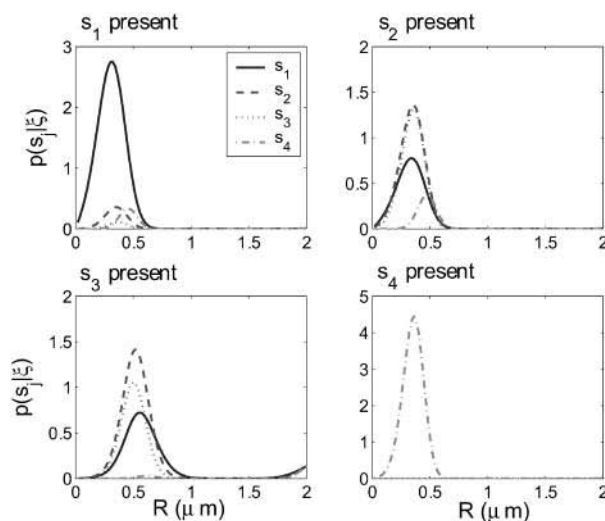 s1 present
s2 present
3
2
1
0
p(sj|ξ)
s1
s2
s3
s4
0 0.5 1 1.5 2
1.5
1
0.5
0
0 0.5 1 1.5 2
s3 present
s4 present
2
1.5
1
0.5
0
p(sj|ξ)
0 0.5 1 1.5 2
R (μ m)
5
4
3
2
1
0
0 0.5 1 1.5 2
R (μ m)